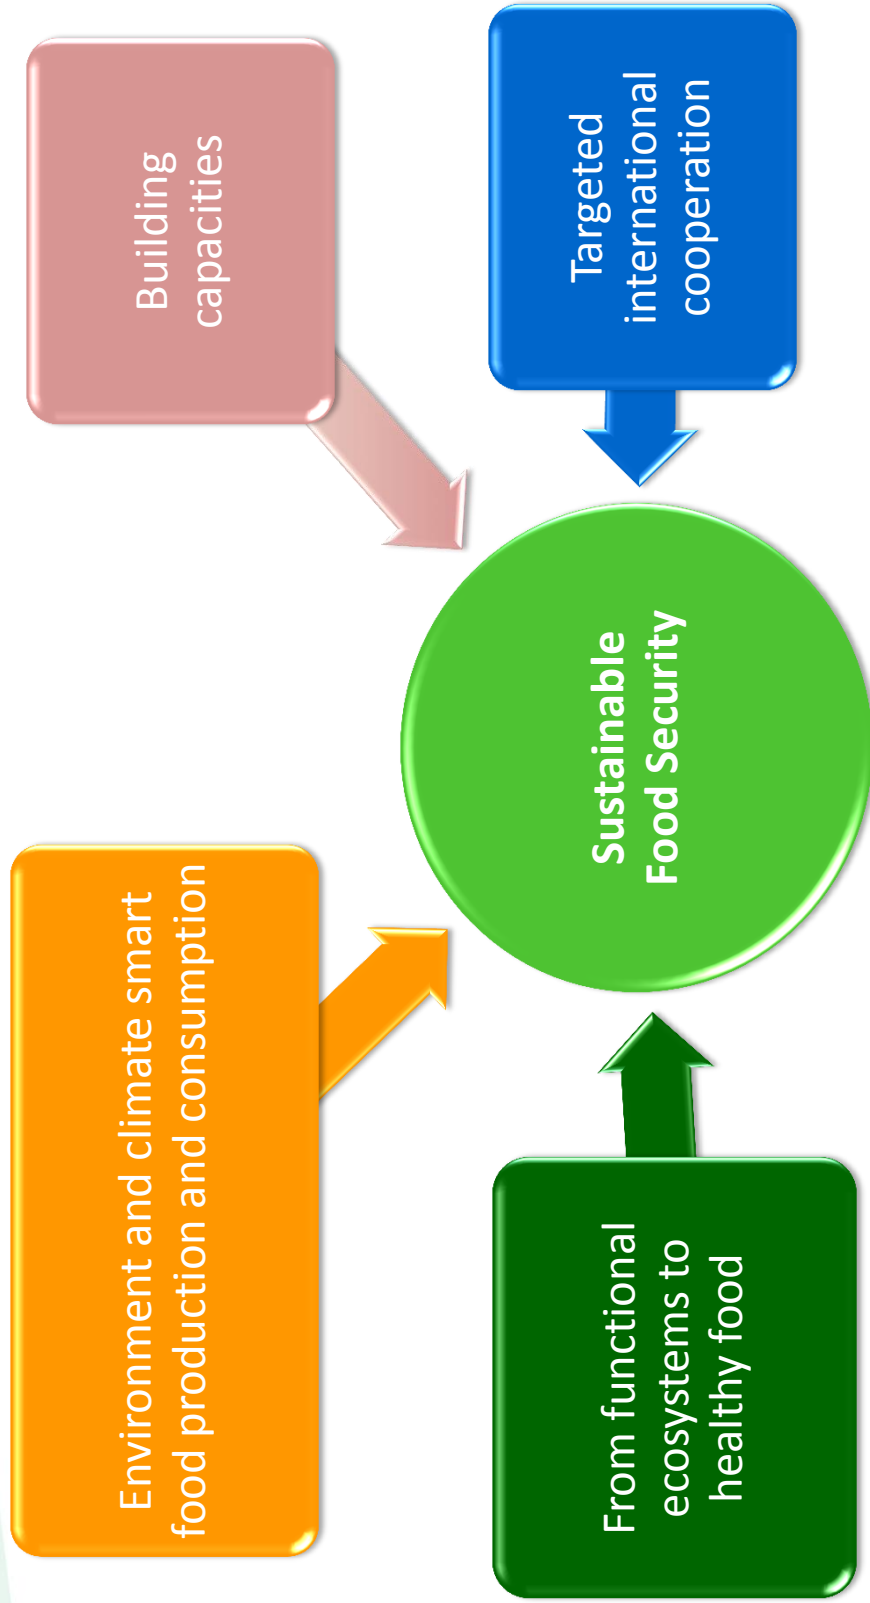 Environment and climate smart
food production and consumption
Building
capacities
From functional
ecosystems to
healthy food
Sustainable
Food Security
Targeted
international
cooperation